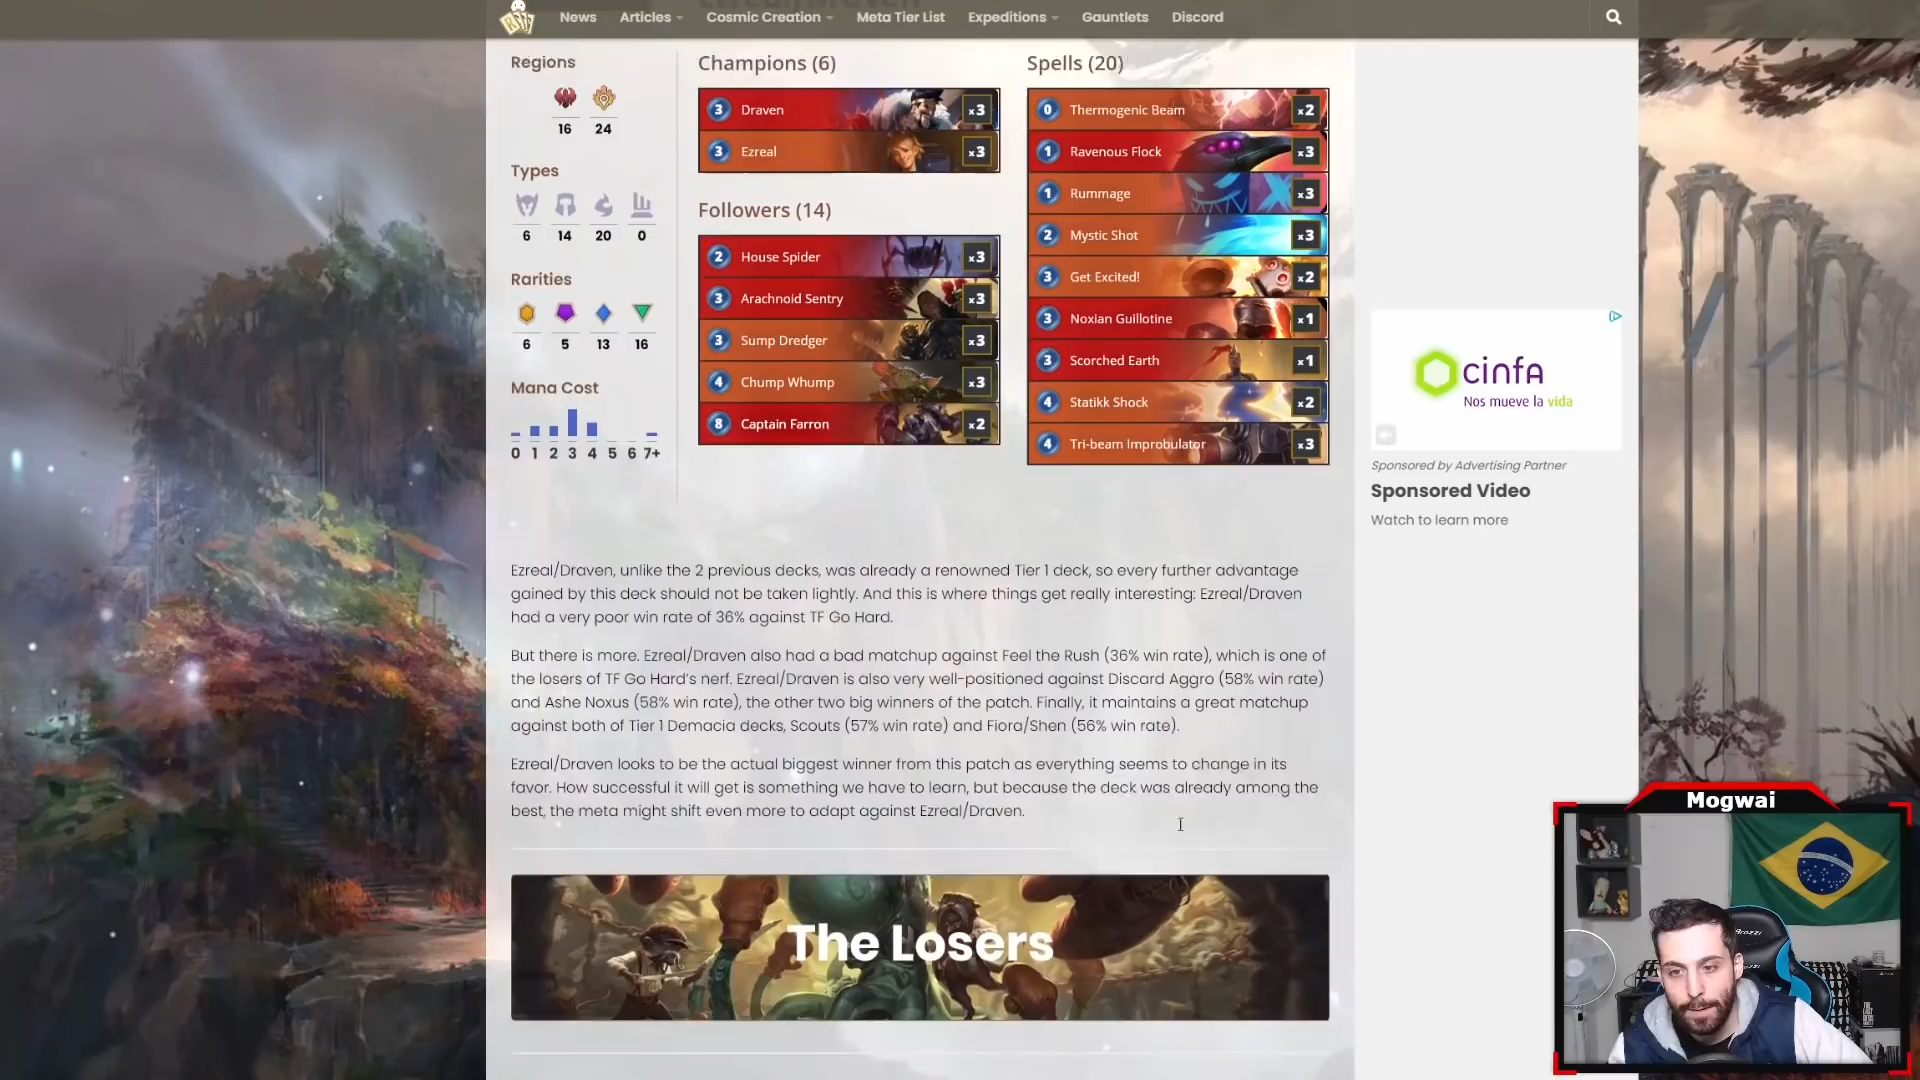 News Articles Cosmic Creation Meta Tier List Expeditions Gauntlets Discord
Regions
16 24
Types
6 14 20 0
Rarities
6 5 13 16
Mana Cost
0 1 2 3 4 5 6 7+
Champions (6)
3 Draven x3
3 Ezreal x3
Followers (14)
2 House Spider x3
3 Arachnoid Sentry x3
3 Sump Dredger x3
4 Chump Whump x3
8 Captain Farron x2
Spells (20)
0 Thermogenic Beam x2
1 Ravenous Flock x3
1 Rummage x3
2 Mystic Shot x3
3 Get Excited! x2
3 Noxian Guillotine x1
3 Scorched Earth x1
4 Statikk Shock x2
4 Tri-beam Improbulator x3
Ezreal/Draven, unlike the 2 previous decks, was already a renowned Tier 1 deck, so every further advantage
gained by this deck should not be taken lightly. And this is where things get really interesting: Ezreal/Draven
had a very poor win rate of 36% against TF Go Hard.
But there is more. Ezreal/Draven also had a bad matchup against Feel the Rush (36% win rate), which is one of
the losers of TF Go Hard's nerf. Ezreal/Draven is also very well-positioned against Discard Aggro (58% win rate)
and Ashe Noxus (58% win rate), the other two big winners of the patch. Finally, it maintains a great matchup
against both of Tier 1 Demacia decks, Scouts (57% win rate) and Fiora/Shen (56% win rate).
Ezreal/Draven looks to be the actual biggest winner from this patch as everything seems to change in its
favor. How successful it will get is something we have to learn, but because the deck was already among the
best, the meta might shift even more to adapt against Ezreal/Draven.
The Losers
cinfa
Nos mueve la vida
Sponsored by Advertising Partner
Sponsored Video
Watch to learn more
Mogwai